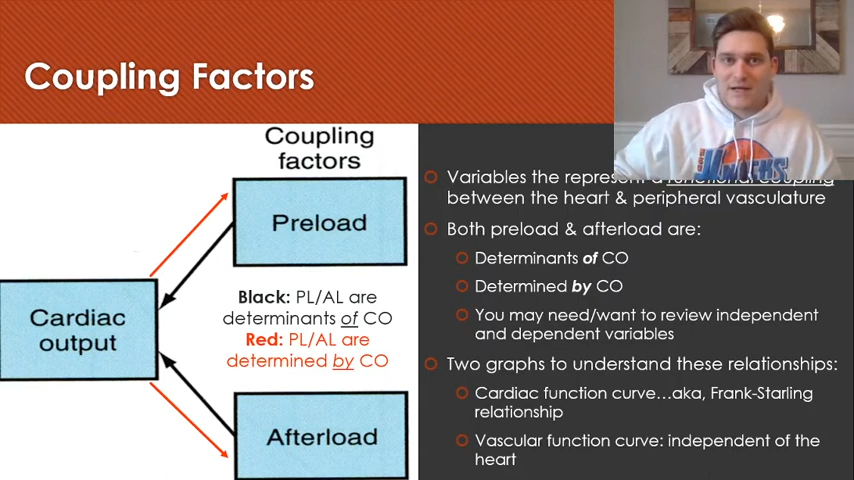 Coupling Factors
Coupling
factors
Preload
Cardiac
output
Black: PL/AL are
determinants of CO
Red: PL/AL are
determined by CO
Afterload
Variables the represent a functional coupling
between the heart & peripheral vasculature
Both preload & afterload are:
Determinants of CO
Determined by CO
You may need/want to review independent
and dependent variables
Two graphs to understand these relationships:
Cardiac function curve…aka, Frank-Starling
relationship
Vascular function curve: independent of the
heart